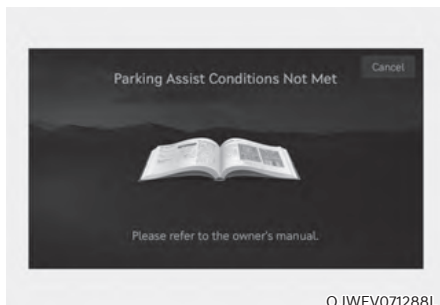 Cancel
Parking Assist Conditions Not Met
Please refer to the owner's manual.
OJWEV071288L